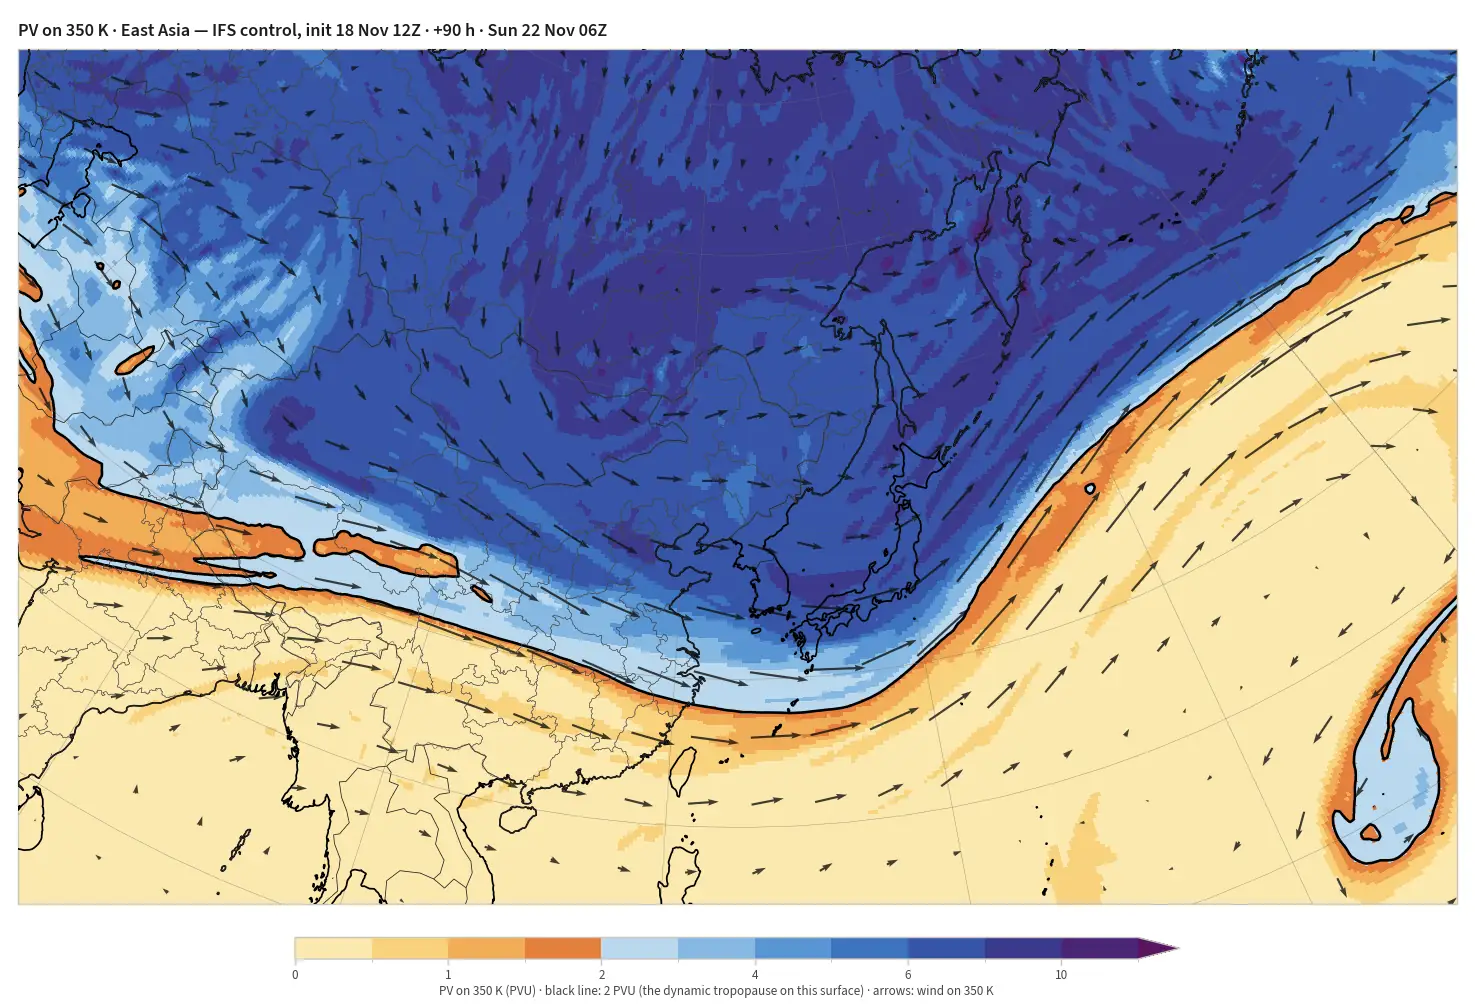 PV on 350 K · East Asia — IFS control, init 18 Nov 12Z · +90 h · Sun 22 Nov 06Z
0 1 2 4 6 10
PV on 350 K (PVU) · black line: 2 PVU (the dynamic tropopause on this surface) · arrows: wind on 350 K